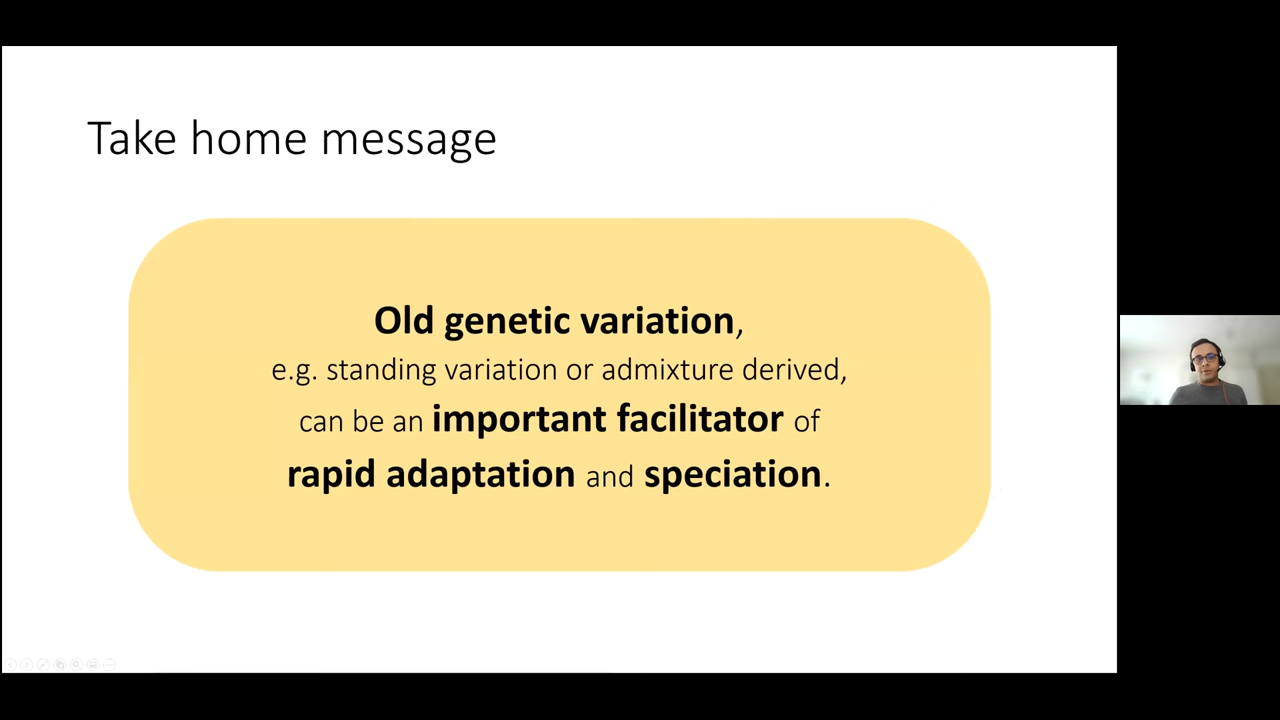 Take home message
Old genetic variation,
e.g. standing variation or admixture derived,
can be an important facilitator of
rapid adaptation and speciation.